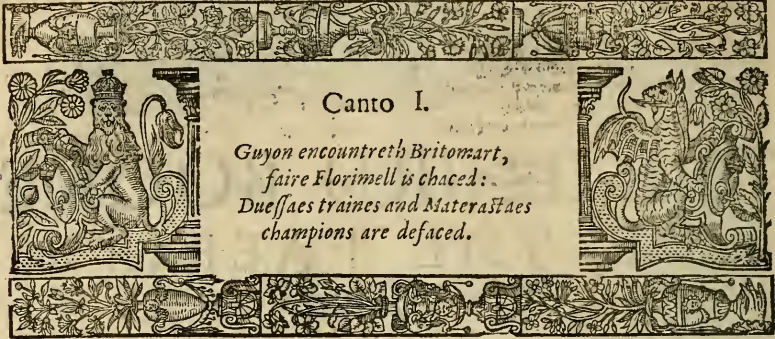 Canto I.
Guyon encountreth Britomart,
faire Florimell is chaced:
Duessaes traines and Materastaes
champions are defaced.